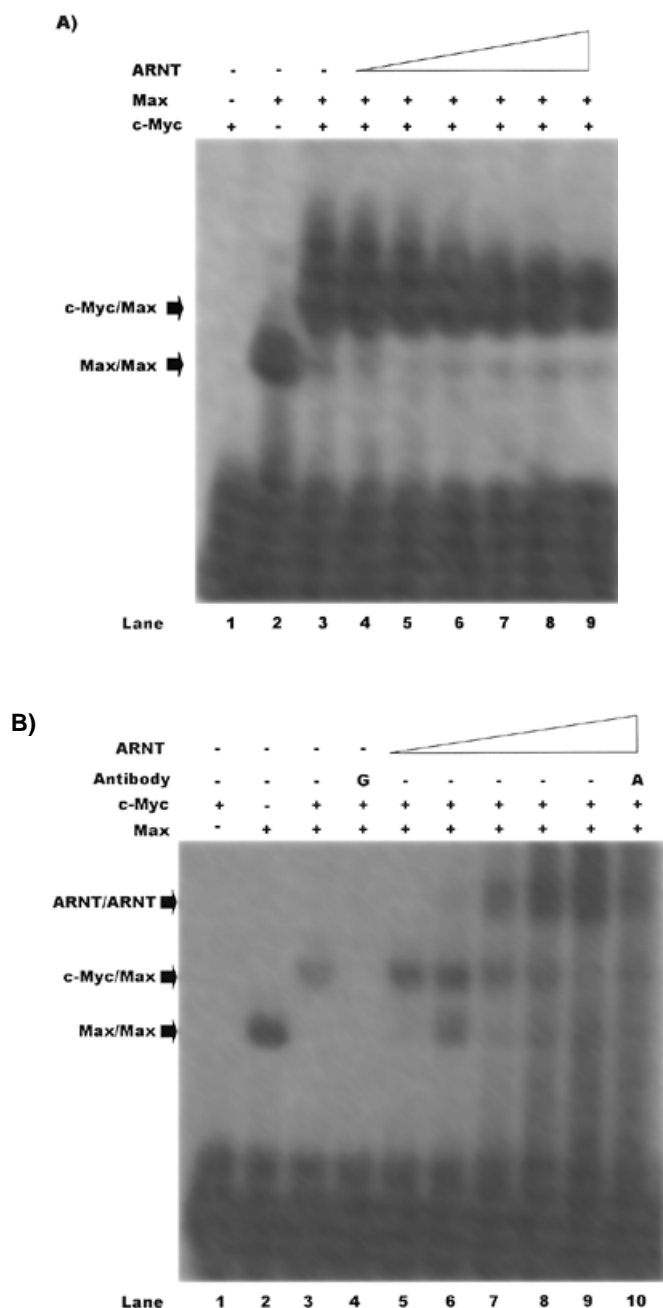 A)
ARNT - - -
Max - + + + + + + + +
c-Myc + - + + + + + + +
c-Myc/Max
Max/Max
Lane 1 2 3 4 5 6 7 8 9
B)
ARNT - - - -
Antibody - - - G - - - - - A
c-Myc + - + + + + + + + +
Max - + + + + + + + + +
ARNT/ARNT
c-Myc/Max
Max/Max
Lane 1 2 3 4 5 6 7 8 9 10